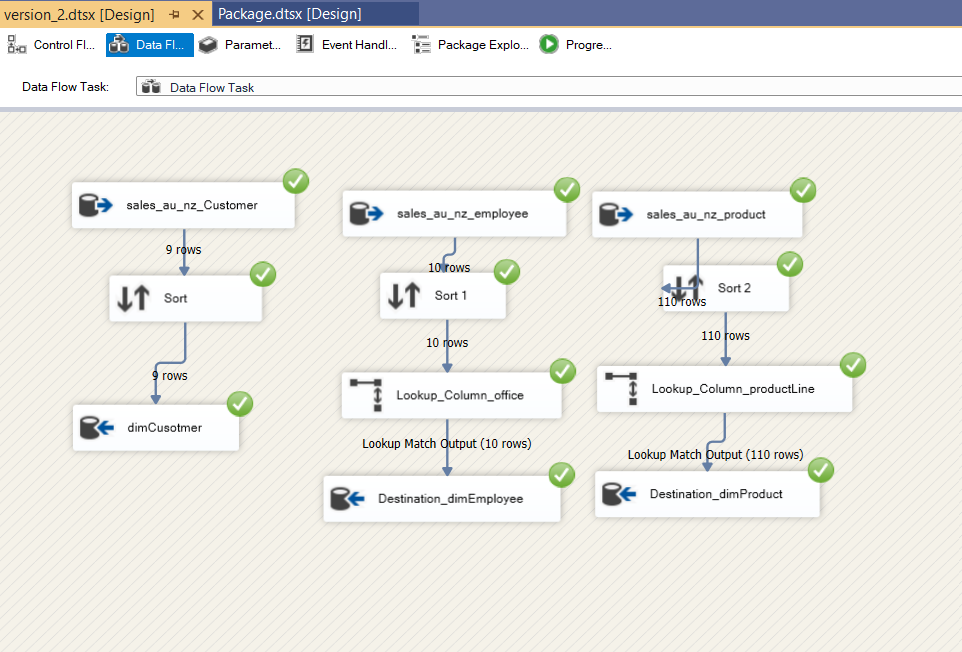 version_2.dtsx [Design]
Package.dtsx [Design]
Control Fl...
Data Fl...
Paramet...
Event Handl...
Package Explo...
Progre...
Data Flow Task:
Data Flow Task
sales_au_nz_Customer
9 rows
Sort
9 rows
dimCusotmer
sales_au_nz_employee
10 rows
Sort 1
10 rows
Lookup_Column_office
Lookup Match Output (10 rows)
Destination_dimEmployee
sales_au_nz_product
Sort 2
110 rows
110 rows
Lookup_Column_productLine
Lookup Match Output (110 rows)
Destination_dimProduct